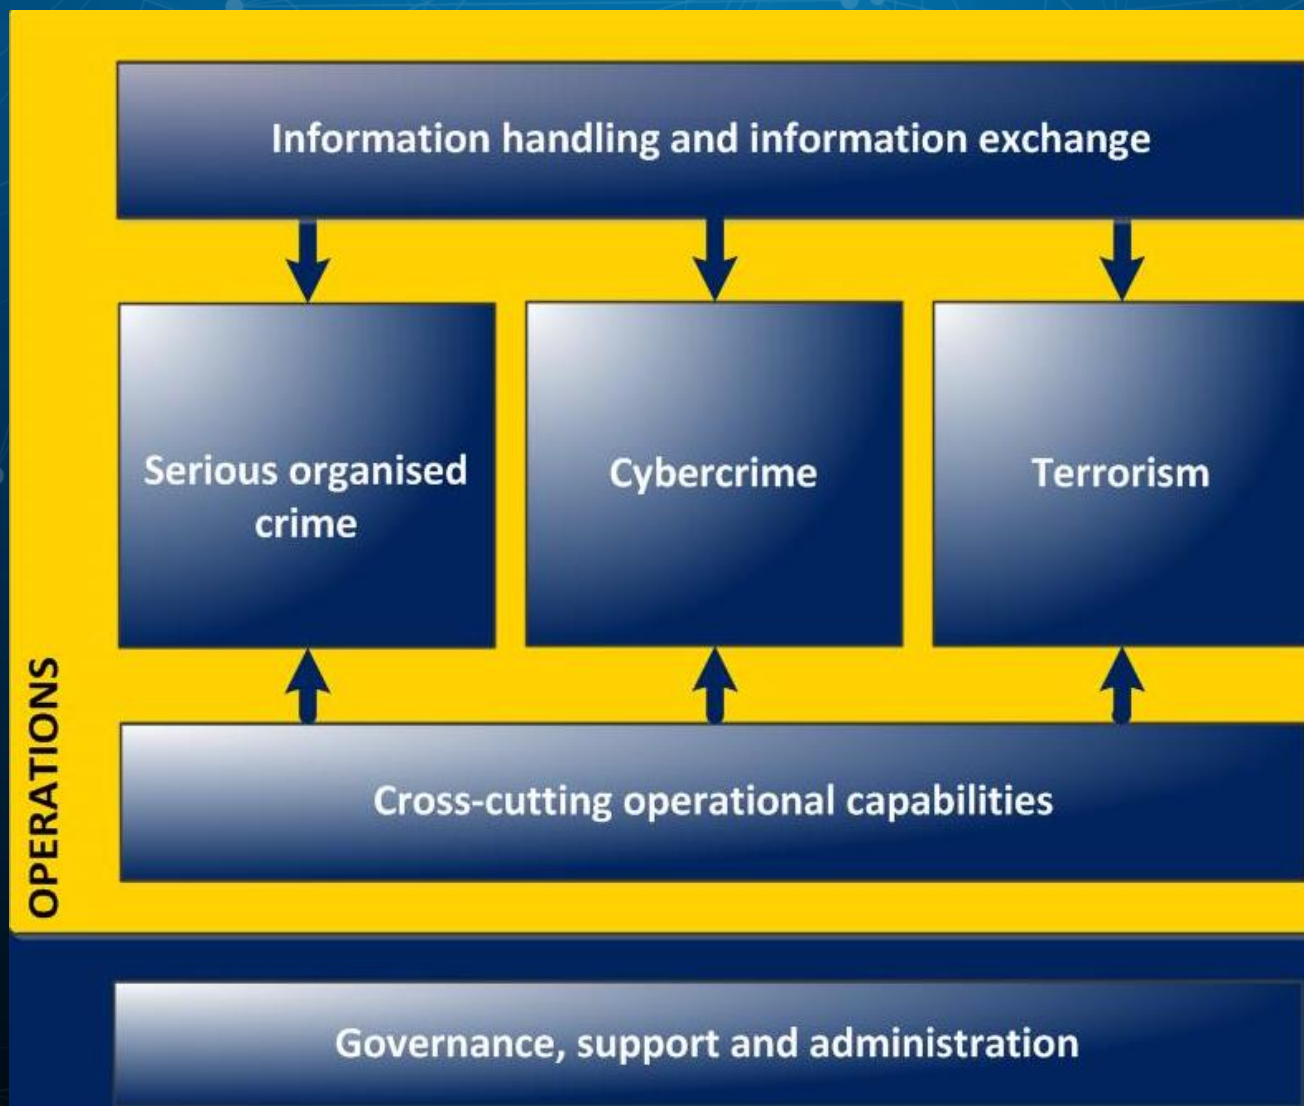 Information handling and information exchange
Serious organised
crime
Cybercrime
Terrorism
OPERATIONS
Cross-cutting operational capabilities
Governance, support and administration